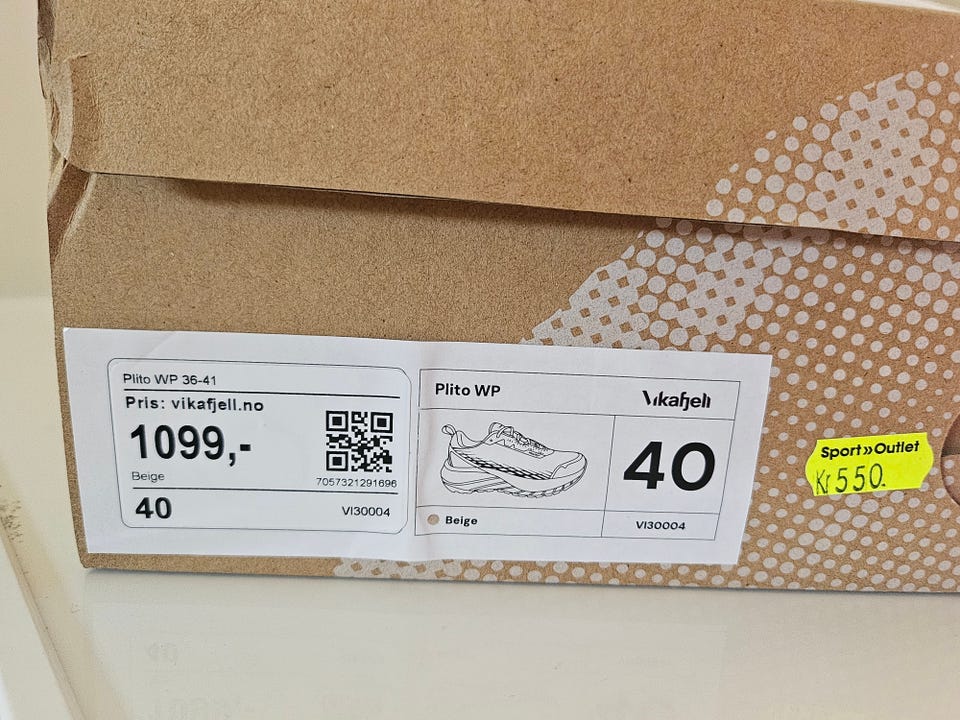 Plito WP 36-41
Pris: vikafjell.no
1099,-
Beige
7057321291696
40
VI30004
Plito WP
Vikafjell
40
Beige
VI30004
Sport»Outlet
Kr 550.